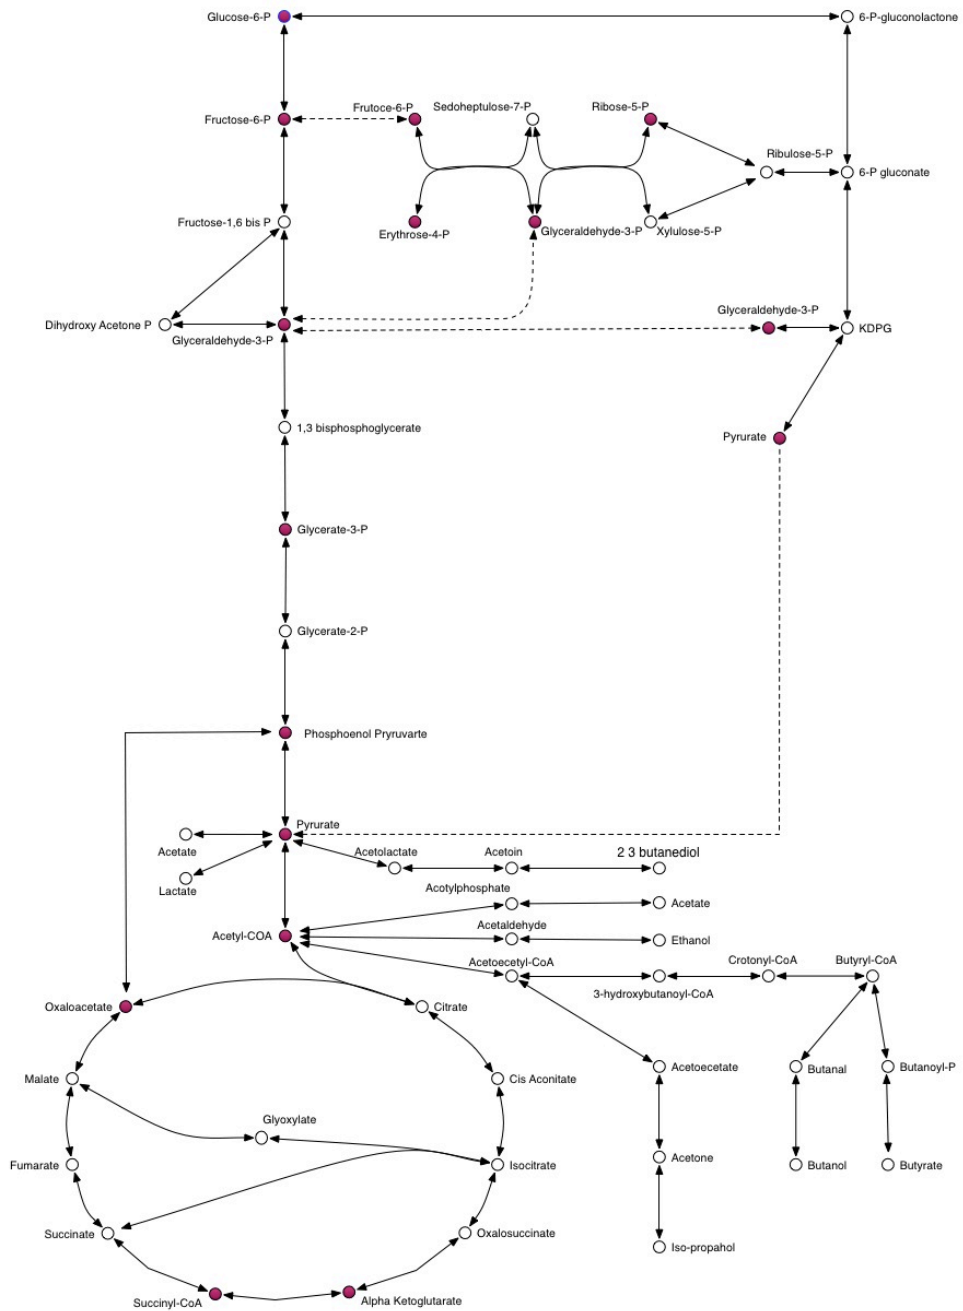 Glucose-6-P
6-P-gluconolactone
Fructose-6-P
Frutoce-6-P
Sedoheptulose-7-P
Ribose-5-P
Ribulose-5-P
6-P gluconate
Fructose-1,6 bis P
Erythrose-4-P
Glyceraldehyde-3-P
Xylulose-5-P
Dihydroxy Acetone P
Glyceraldehyde-3-P
Glyceraldehyde-3-P
KDPG
1,3 bisphosphoglycerate
Pyrurate
Glycerate-3-P
Glycerate-2-P
Phosphoenol Pryruvarte
Pyrurate
Acetate
Lactate
Acetolactate
Acetoin
2 3 butanediol
Acotylphosphate
Acetate
Acetyl-COA
Acetaldehyde
Ethanol
Acetoecetyl-CoA
3-hydroxybutanoyl-CoA
Crotonyl-CoA
Butyryl-CoA
Oxaloacetate
Citrate
Malate
Cis Aconitate
Acetoecetate
Butanal
Butanoyl-P
Glyoxylate
Fumarate
Isocitrate
Acetone
Butanol
Butyrate
Succinate
Oxalosuccinate
Iso-propahol
Succinyl-CoA
Alpha Ketoglutarate